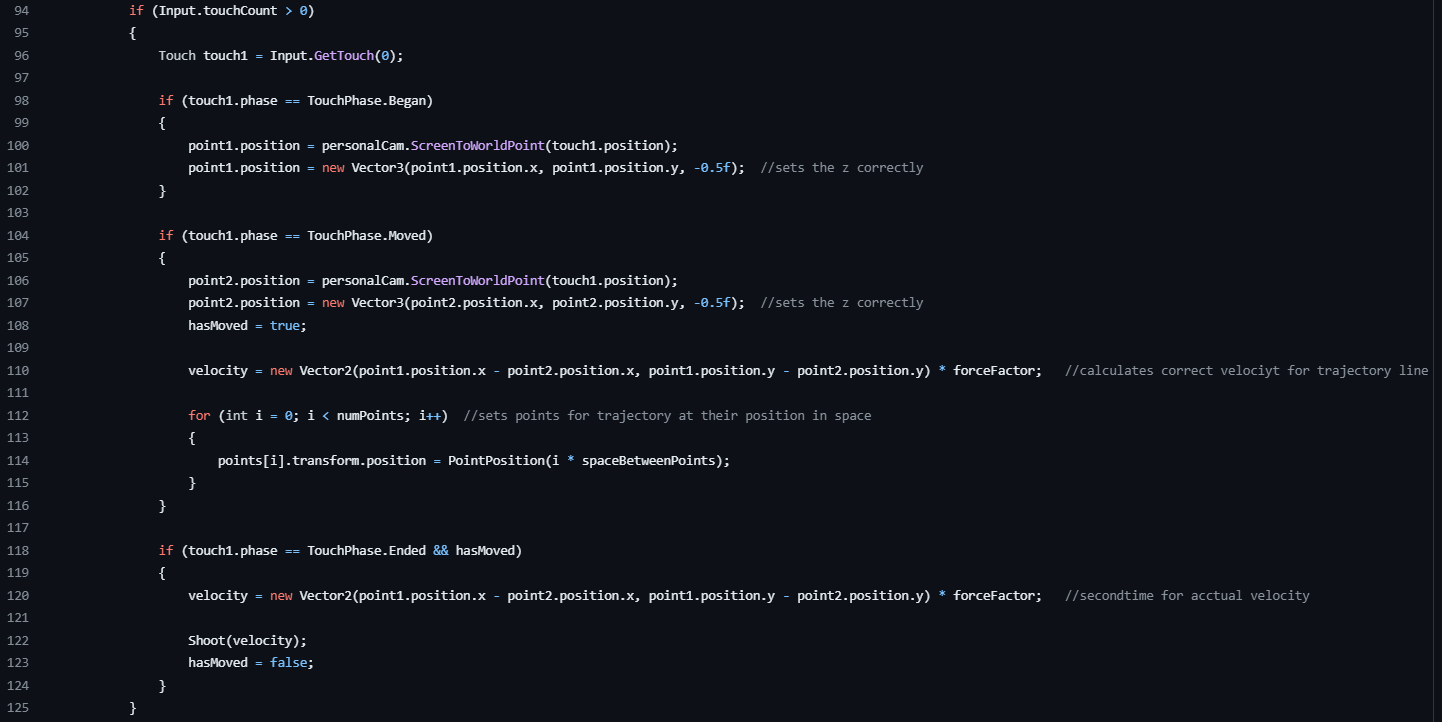 94 if (Input.touchCount > 0)
95 {
96 Touch touch1 = Input.GetTouch(0);
97
98 if (touch1.phase == TouchPhase.Began)
99 {
100 point1.position = personalCam.ScreenToWorldPoint(touch1.position);
101 point1.position = new Vector3(point1.position.x, point1.position.y, -0.5f); //sets the z correctly
102 }
103
104 if (touch1.phase == TouchPhase.Moved)
105 {
106 point2.position = personalCam.ScreenToWorldPoint(touch1.position);
107 point2.position = new Vector3(point2.position.x, point2.position.y, -0.5f); //sets the z correctly
108 hasMoved = true;
109
110 velocity = new Vector2(point1.position.x - point2.position.x, point1.position.y - point2.position.y) * forceFactor; //calculates correct velociyt for trajectory line
111
112 for (int i = 0; i < numPoints; i++) //sets points for trajectory at their position in space
113 {
114 points[i].transform.position = PointPosition(i * spaceBetweenPoints);
115 }
116 }
117
118 if (touch1.phase == TouchPhase.Ended && hasMoved)
119 {
120 velocity = new Vector2(point1.position.x - point2.position.x, point1.position.y - point2.position.y) * forceFactor; //secondtime for acctual velocity
121
122 Shoot(velocity);
123 hasMoved = false;
124 }
125 }